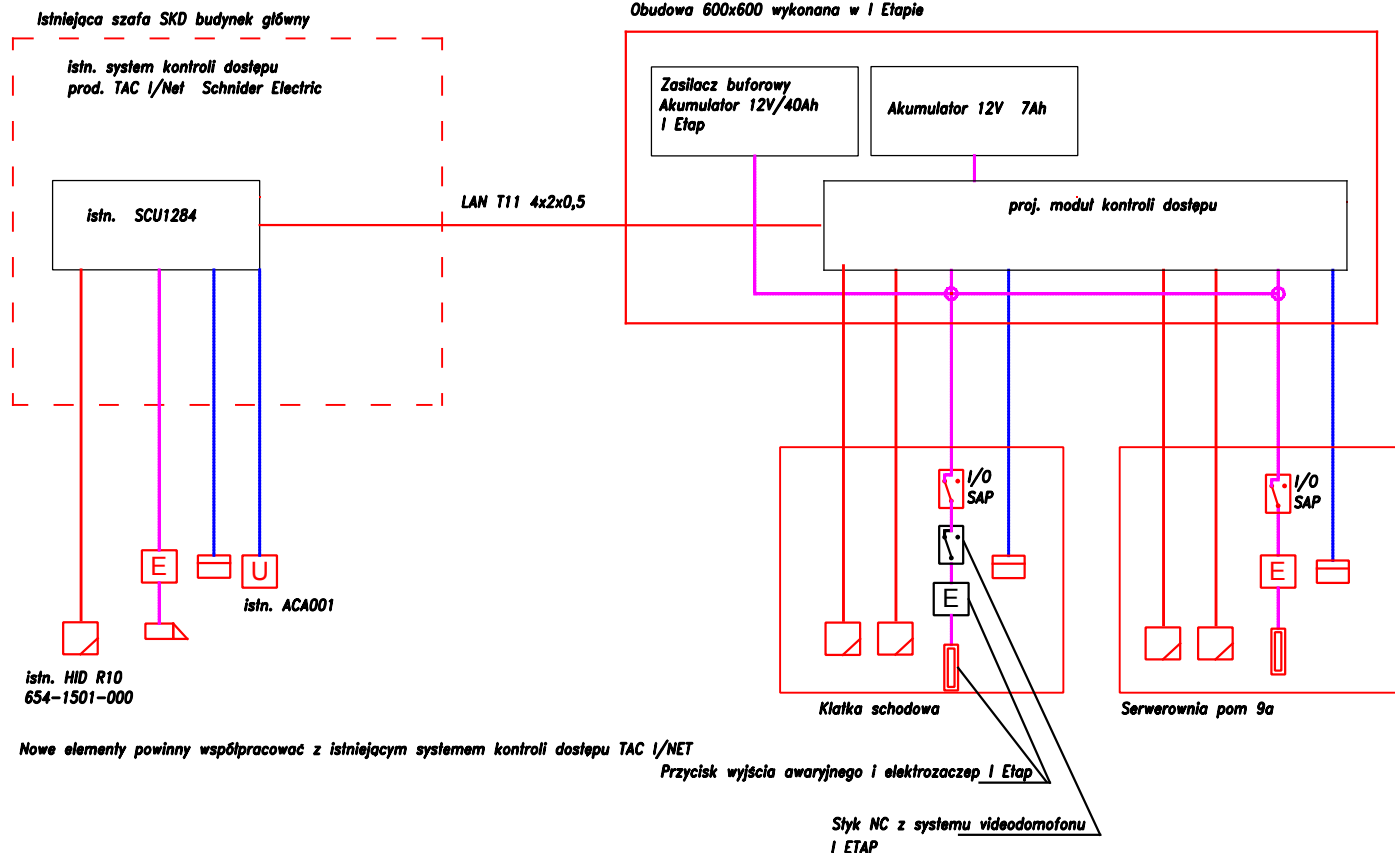 Istniejąca szafa SKD budynek główny
istn. system kontroli dostępu
prod. TAC I/Net Schnider Electric
istn. SCU1284
LAN T11 4x2x0,5
Obudowa 600x600 wykonana w I Etapie
Zasilacz buforowy
Akumulator 12V/40Ah
I Etap
Akumulator 12V 7Ah
proj. moduł kontroli dostępu
I/O
SAP
I/O
SAP
E
U
E
E
istn. ACA001
istn. HID R10
654-1501-000
Klatka schodowa
Serwerownia pom 9a
Nowe elementy powinny współpracować z istniejącym systemem kontroli dostępu TAC I/NET
Przycisk wyjścia awaryjnego i elektrozaczep I Etap
Styk NC z systemu videodomofonu
I ETAP